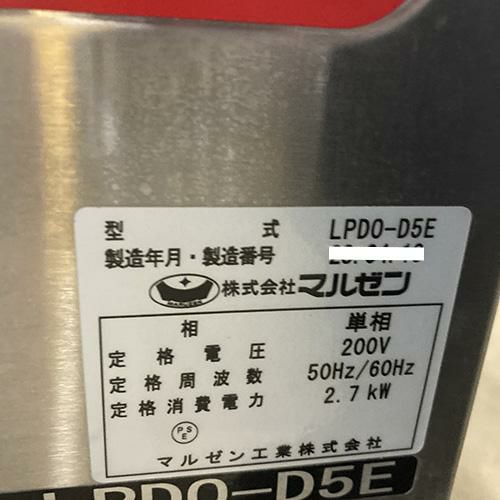 型式 LPDO-D5E
製造年月・製造番号
MARUZEN 株式会社マルゼン
相 単相
定格電圧 200V
定格周波数 50Hz/60Hz
定格消費電力 2.7kW
PSE
マルゼン工業株式会社
LPDO-D5E